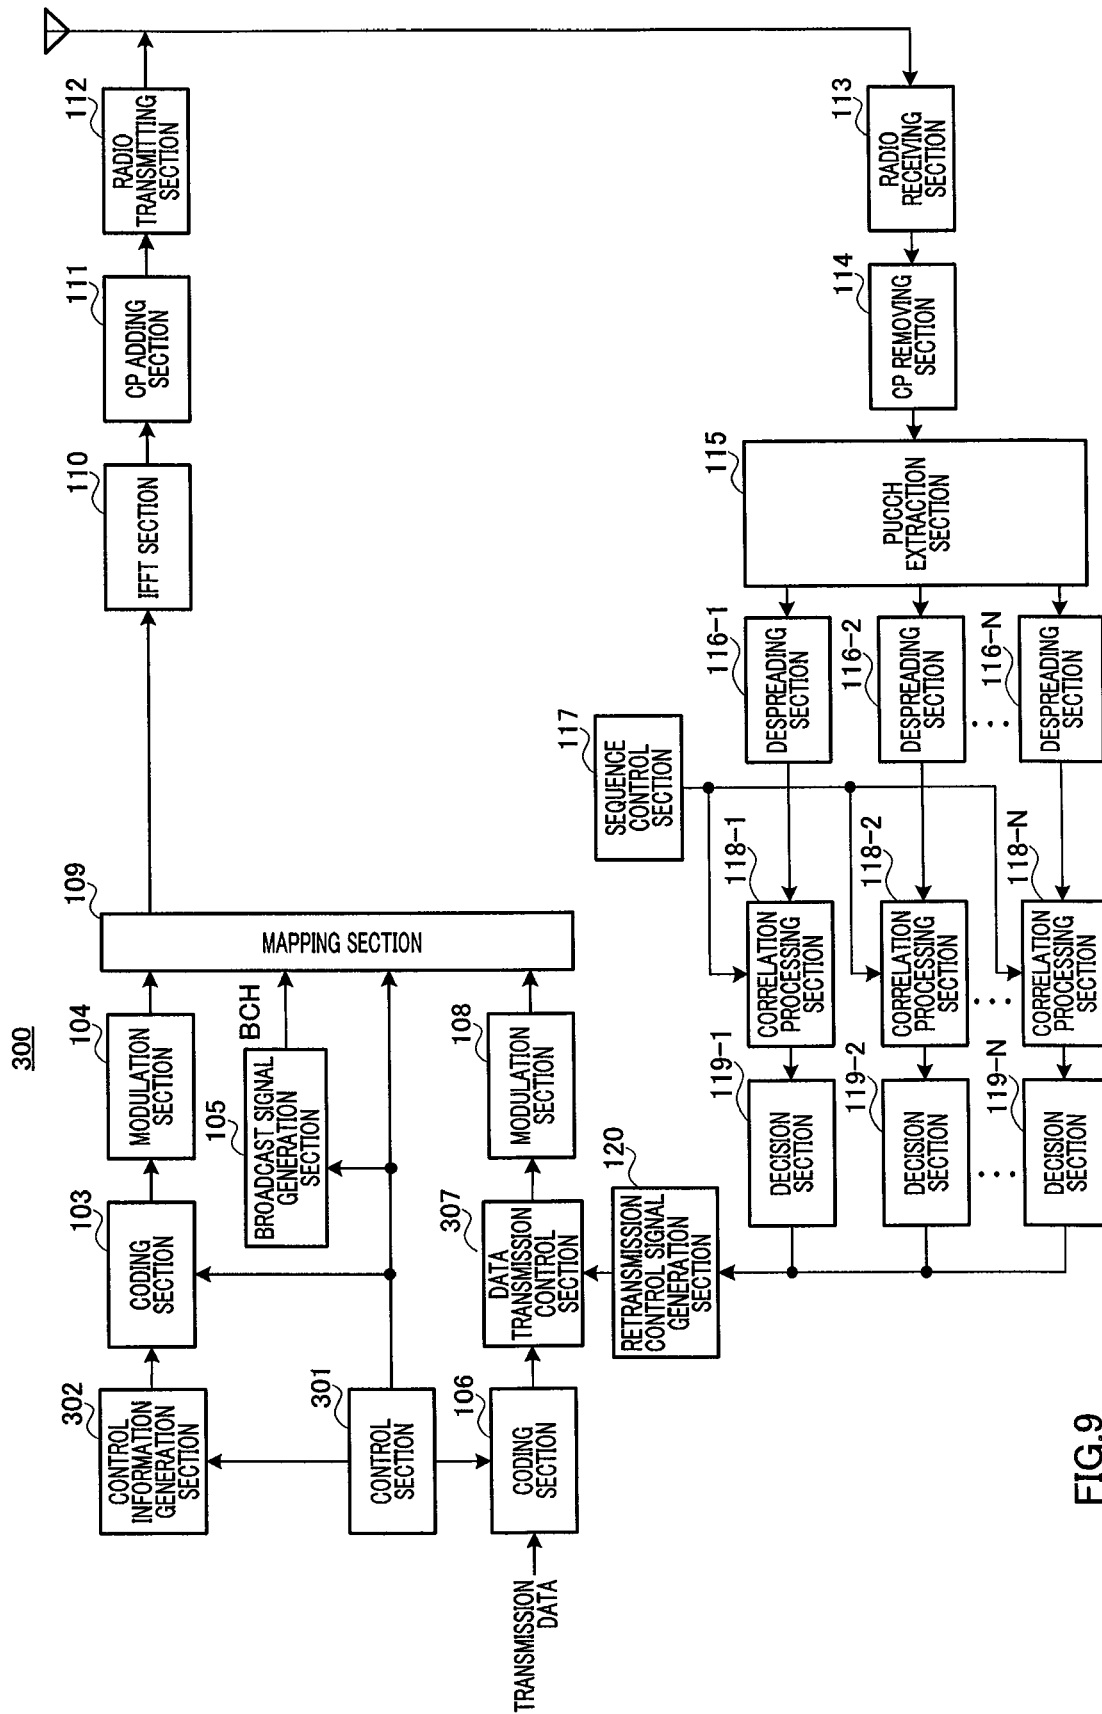 300
302
CONTROL
INFORMATION
GENERATION
SECTION
103
CODING
SECTION
104
MODULATION
SECTION
109
MAPPING SECTION
110
IFFT SECTION
111
CP ADDING
SECTION
112
RADIO
TRANSMITTING
SECTION
105
BROADCAST SIGNAL
GENERATION
SECTION
BCH
301
CONTROL
SECTION
TRANSMISSION
DATA
106
CODING
SECTION
307
DATA
TRANSMISSION
CONTROL
SECTION
108
MODULATION
SECTION
120
RETRANSMISSION
CONTROL SIGNAL
GENERATION
SECTION
117
SEQUENCE
CONTROL
SECTION
119-1
DECISION
SECTION
118-1
CORRELATION
PROCESSING
SECTION
116-1
DESPREADING
SECTION
115
PUCCH
EXTRACTION
SECTION
114
CP REMOVING
SECTION
113
RADIO
RECEIVING
SECTION
119-2
DECISION
SECTION
118-2
CORRELATION
PROCESSING
SECTION
116-2
DESPREADING
SECTION
119-N
DECISION
SECTION
118-N
CORRELATION
PROCESSING
SECTION
116-N
DESPREADING
SECTION
FIG.9